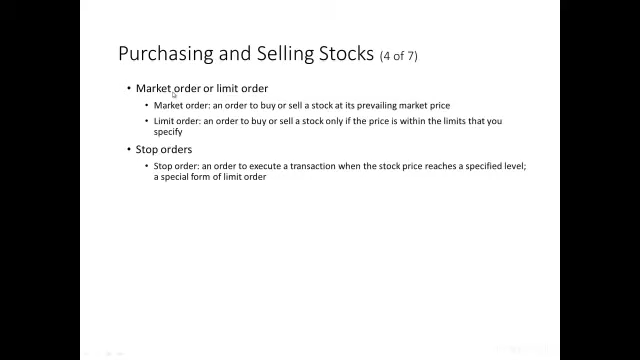 Purchasing and Selling Stocks (4 of 7)
• Market order or limit order
• Market order: an order to buy or sell a stock at its prevailing market price
• Limit order: an order to buy or sell a stock only if the price is within the limits that you
specify
• Stop orders
• Stop order: an order to execute a transaction when the stock price reaches a specified level;
a special form of limit order